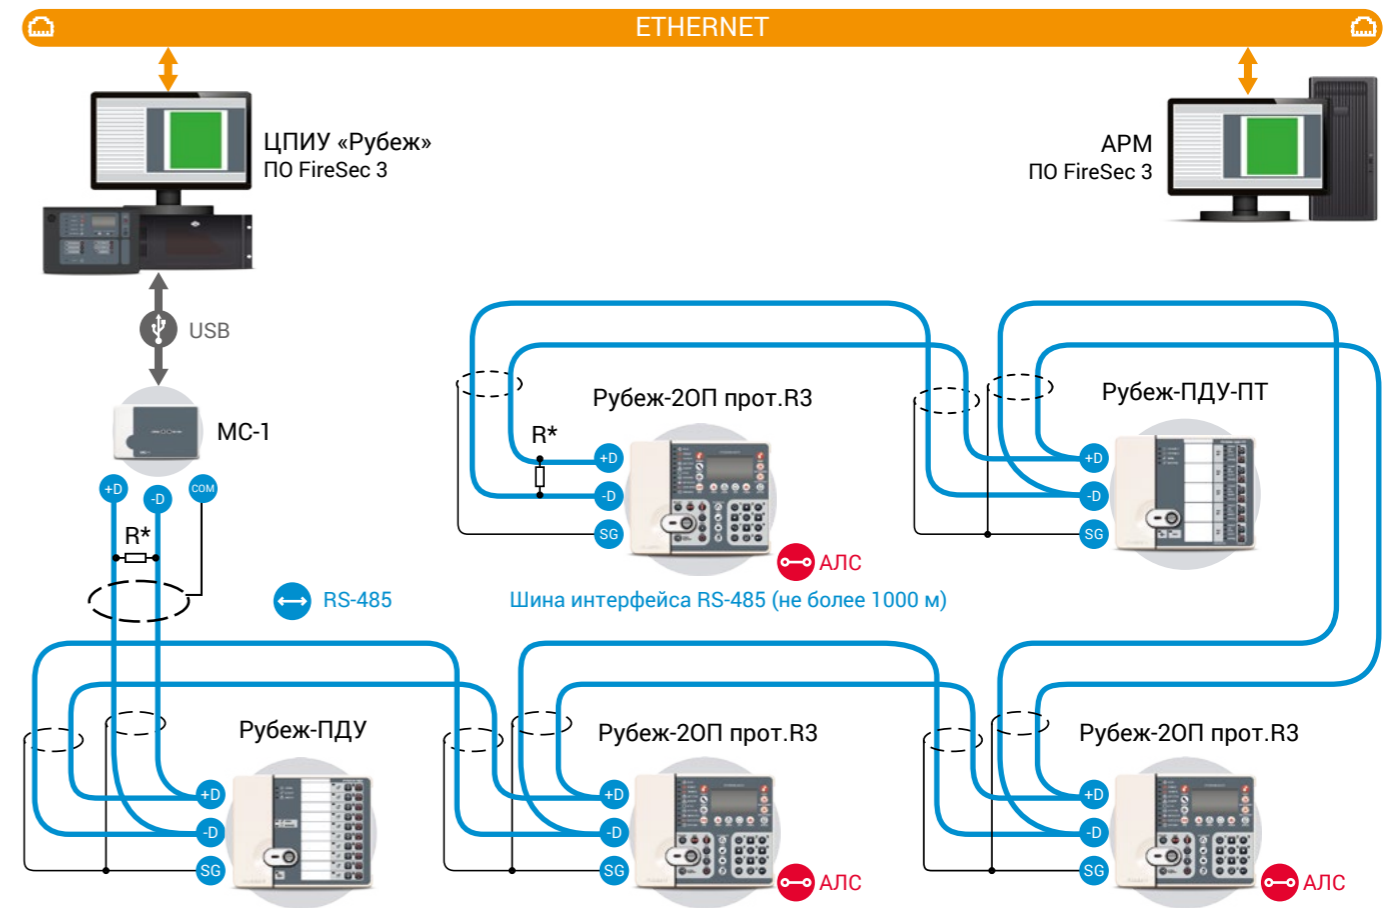 ETHERNET
ЦПИУ «Рубеж»
ПО FireSec 3
АРМ
ПО FireSec 3
USB
МС-1
+D
-D
COM
R*
Рубеж-2ОП прот.R3
R*
+D
-D
SG
АЛС
Рубеж-ПДУ-ПТ
+D
-D
SG
RS-485
Шина интерфейса RS-485 (не более 1000 м)
Рубеж-ПДУ
+D
-D
SG
Рубеж-2ОП прот.R3
+D
-D
SG
АЛС
Рубеж-2ОП прот.R3
+D
-D
SG
АЛС